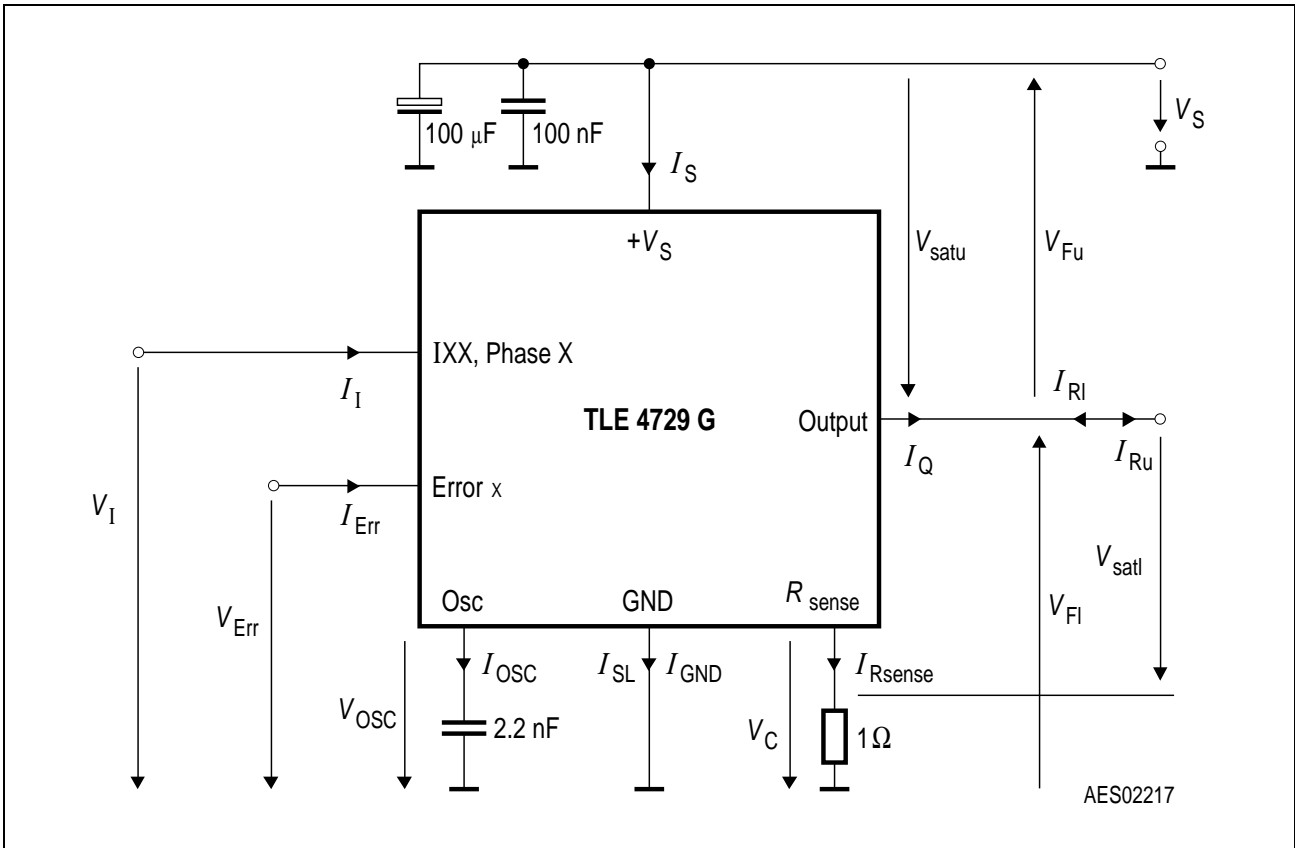 100 μF
100 nF
V_S
I_S
+V_S
V_satu
V_Fu
IXX, Phase X
I_I
TLE 4729 G
Output
I_Rl
I_Q
I_Ru
V_I
Error X
I_Err
V_satl
Osc
GND
R_sense
V_Err
V_Fl
I_OSC
I_SL
I_GND
I_Rsense
V_OSC
2.2 nF
V_C
1Ω
AES02217